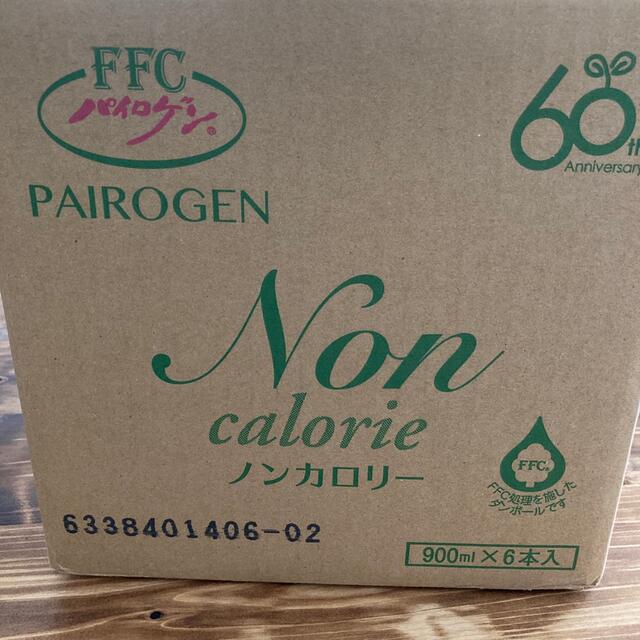 FFC
パイロゲン®
PAIROGEN
60th
Anniversary
Non
calorie
ノンカロリー
FFC®
FFC処理を施した
ダンボールです
6338401406-02
900ml×6本入